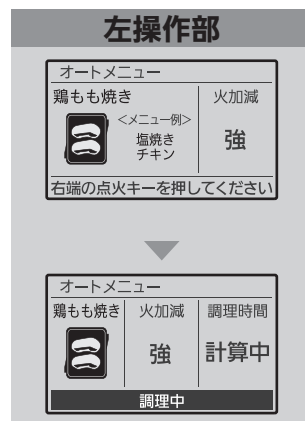 左操作部
オートメニュー
鶏もも焼き
火加減
<メニュー例>
塩焼き
チキン
強
右端の点火キーを押してください
オートメニュー
鶏もも焼き 火加減 調理時間
強 計算中
調理中